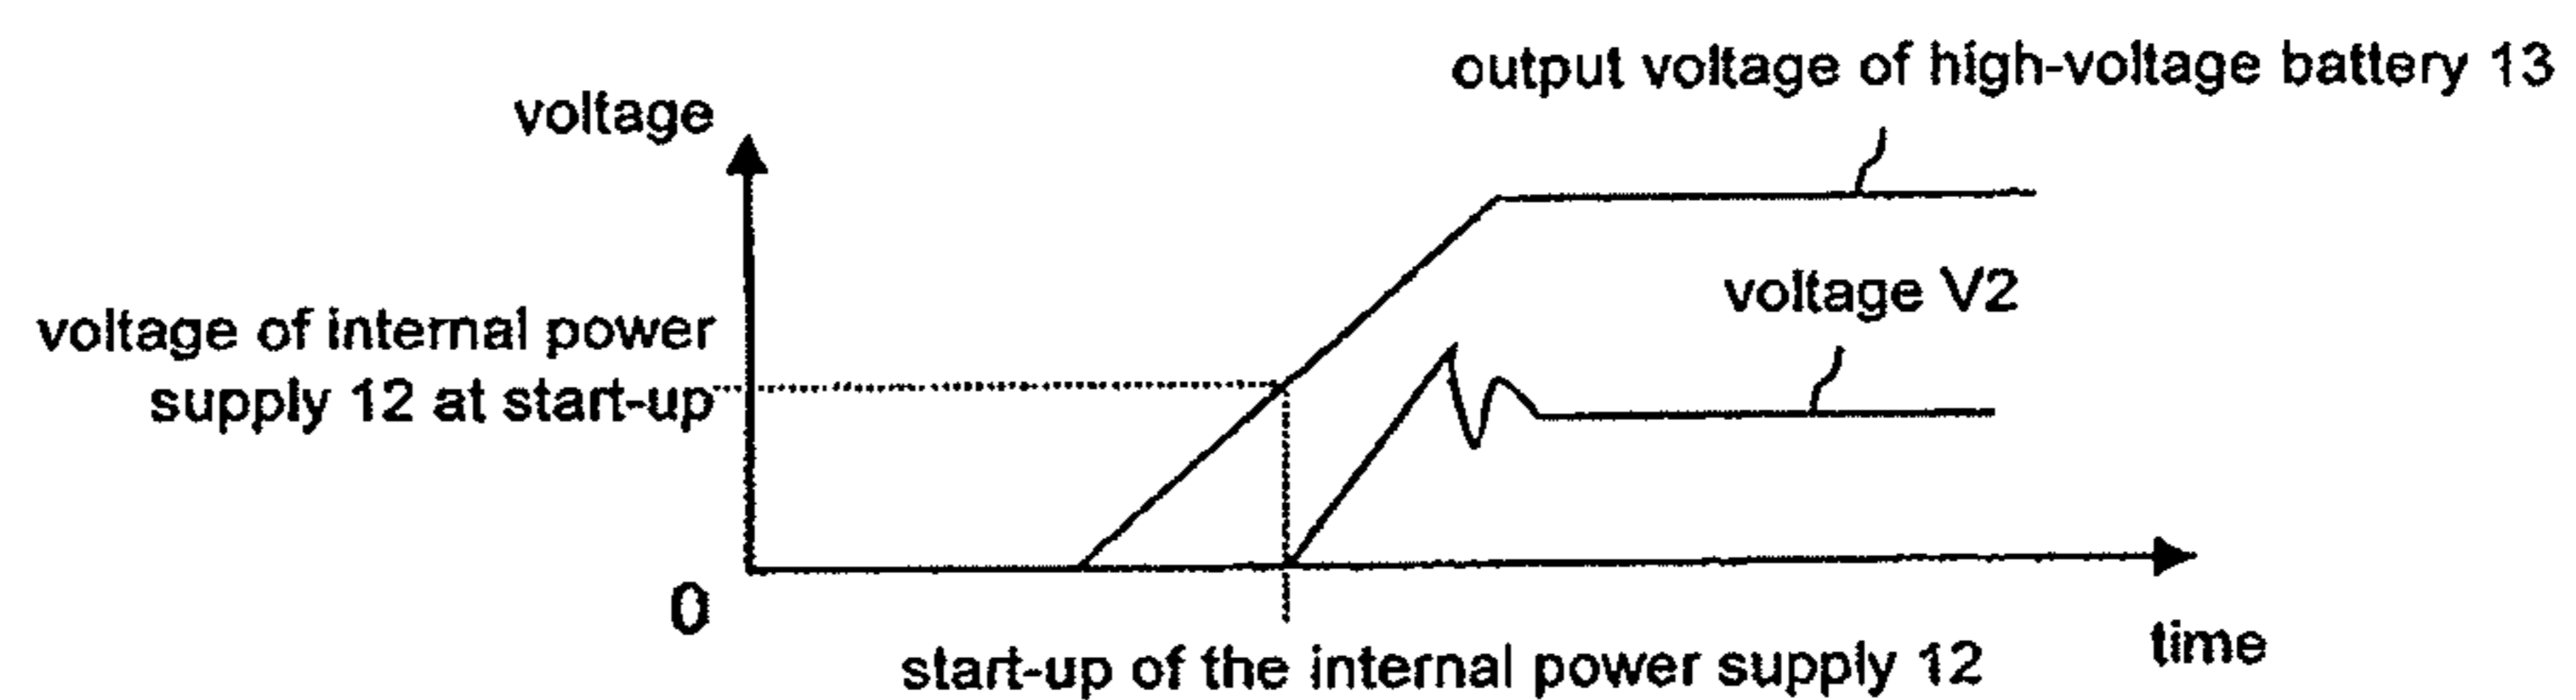 output voltage of high-voltage battery 13
voltage
voltage V2
voltage of internal power
supply 12 at start-up
0
time
start-up of the internal power supply 12